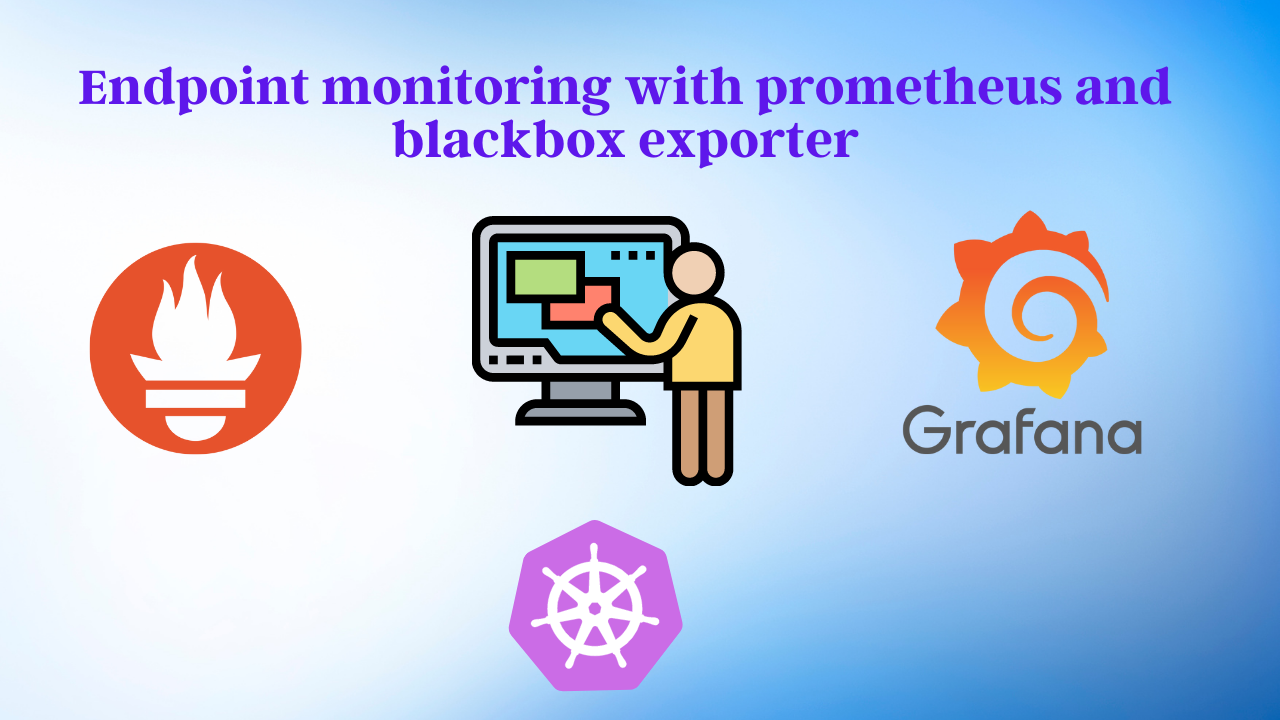 Endpoint monitoring with prometheus and
blackbox exporter
Grafana